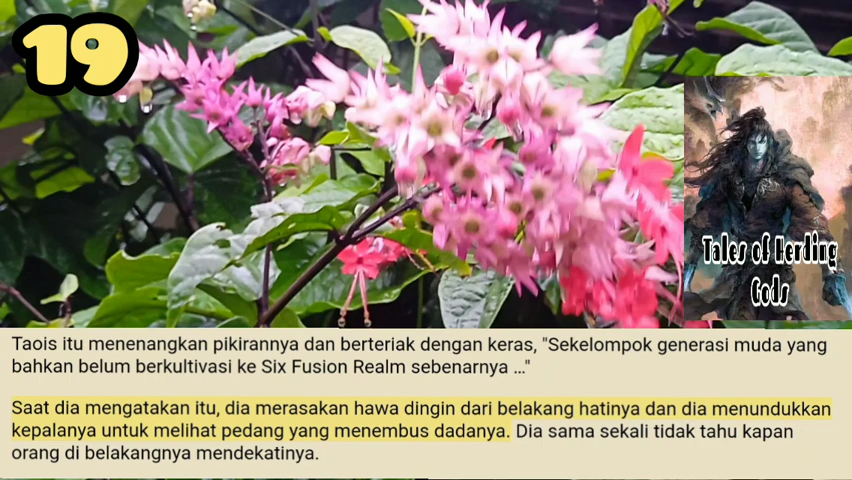 19
Tales of Herding
Gods
Taois itu menenangkan pikirannya dan berteriak dengan keras, "Sekelompok generasi muda yang
bahkan belum berkultivasi ke Six Fusion Realm sebenarnya ..."
Saat dia mengatakan itu, dia merasakan hawa dingin dari belakang hatinya dan dia menundukkan
kepalanya untuk melihat pedang yang menembus dadanya. Dia sama sekali tidak tahu kapan
orang di belakangnya mendekatinya.